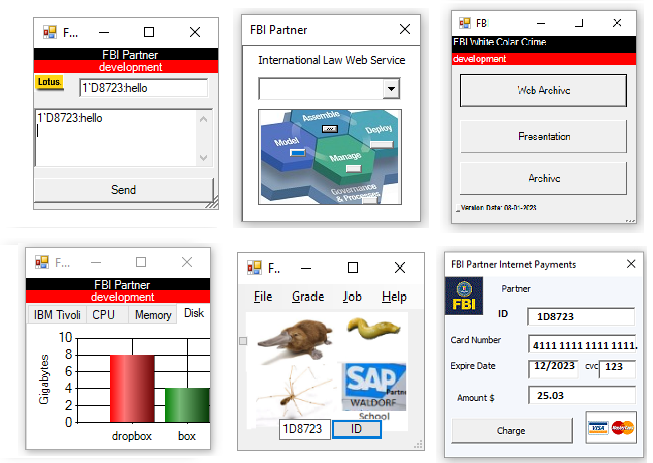 F...
FBI Partner
development
Lotus.
1`D8723:hello
1`D8723:hello
Send
FBI Partner
International Law Web Service
Assemble
Model
Deploy
Manage
Governance
& Processes
FBI
FBI White Colar Crime
development
Web Archive
Presentation
Archive
Version Date: 08-01-2023
F...
FBI Partner
development
IBM Tivoli
CPU
Memory
Disk
Gigabytes
10
8
6
4
2
0
dropbox
box
F..
File Grade Job Help
SAP
Partner
WALDORF
School
1D8723
ID
FBI Partner Internet Payments
FBI
Partner
ID
1D8723
Card Number
4111 1111 1111 1111.
Expire Date
12/2023
cvc
123
Amount $
25.03
Charge
VISA
MasterCard